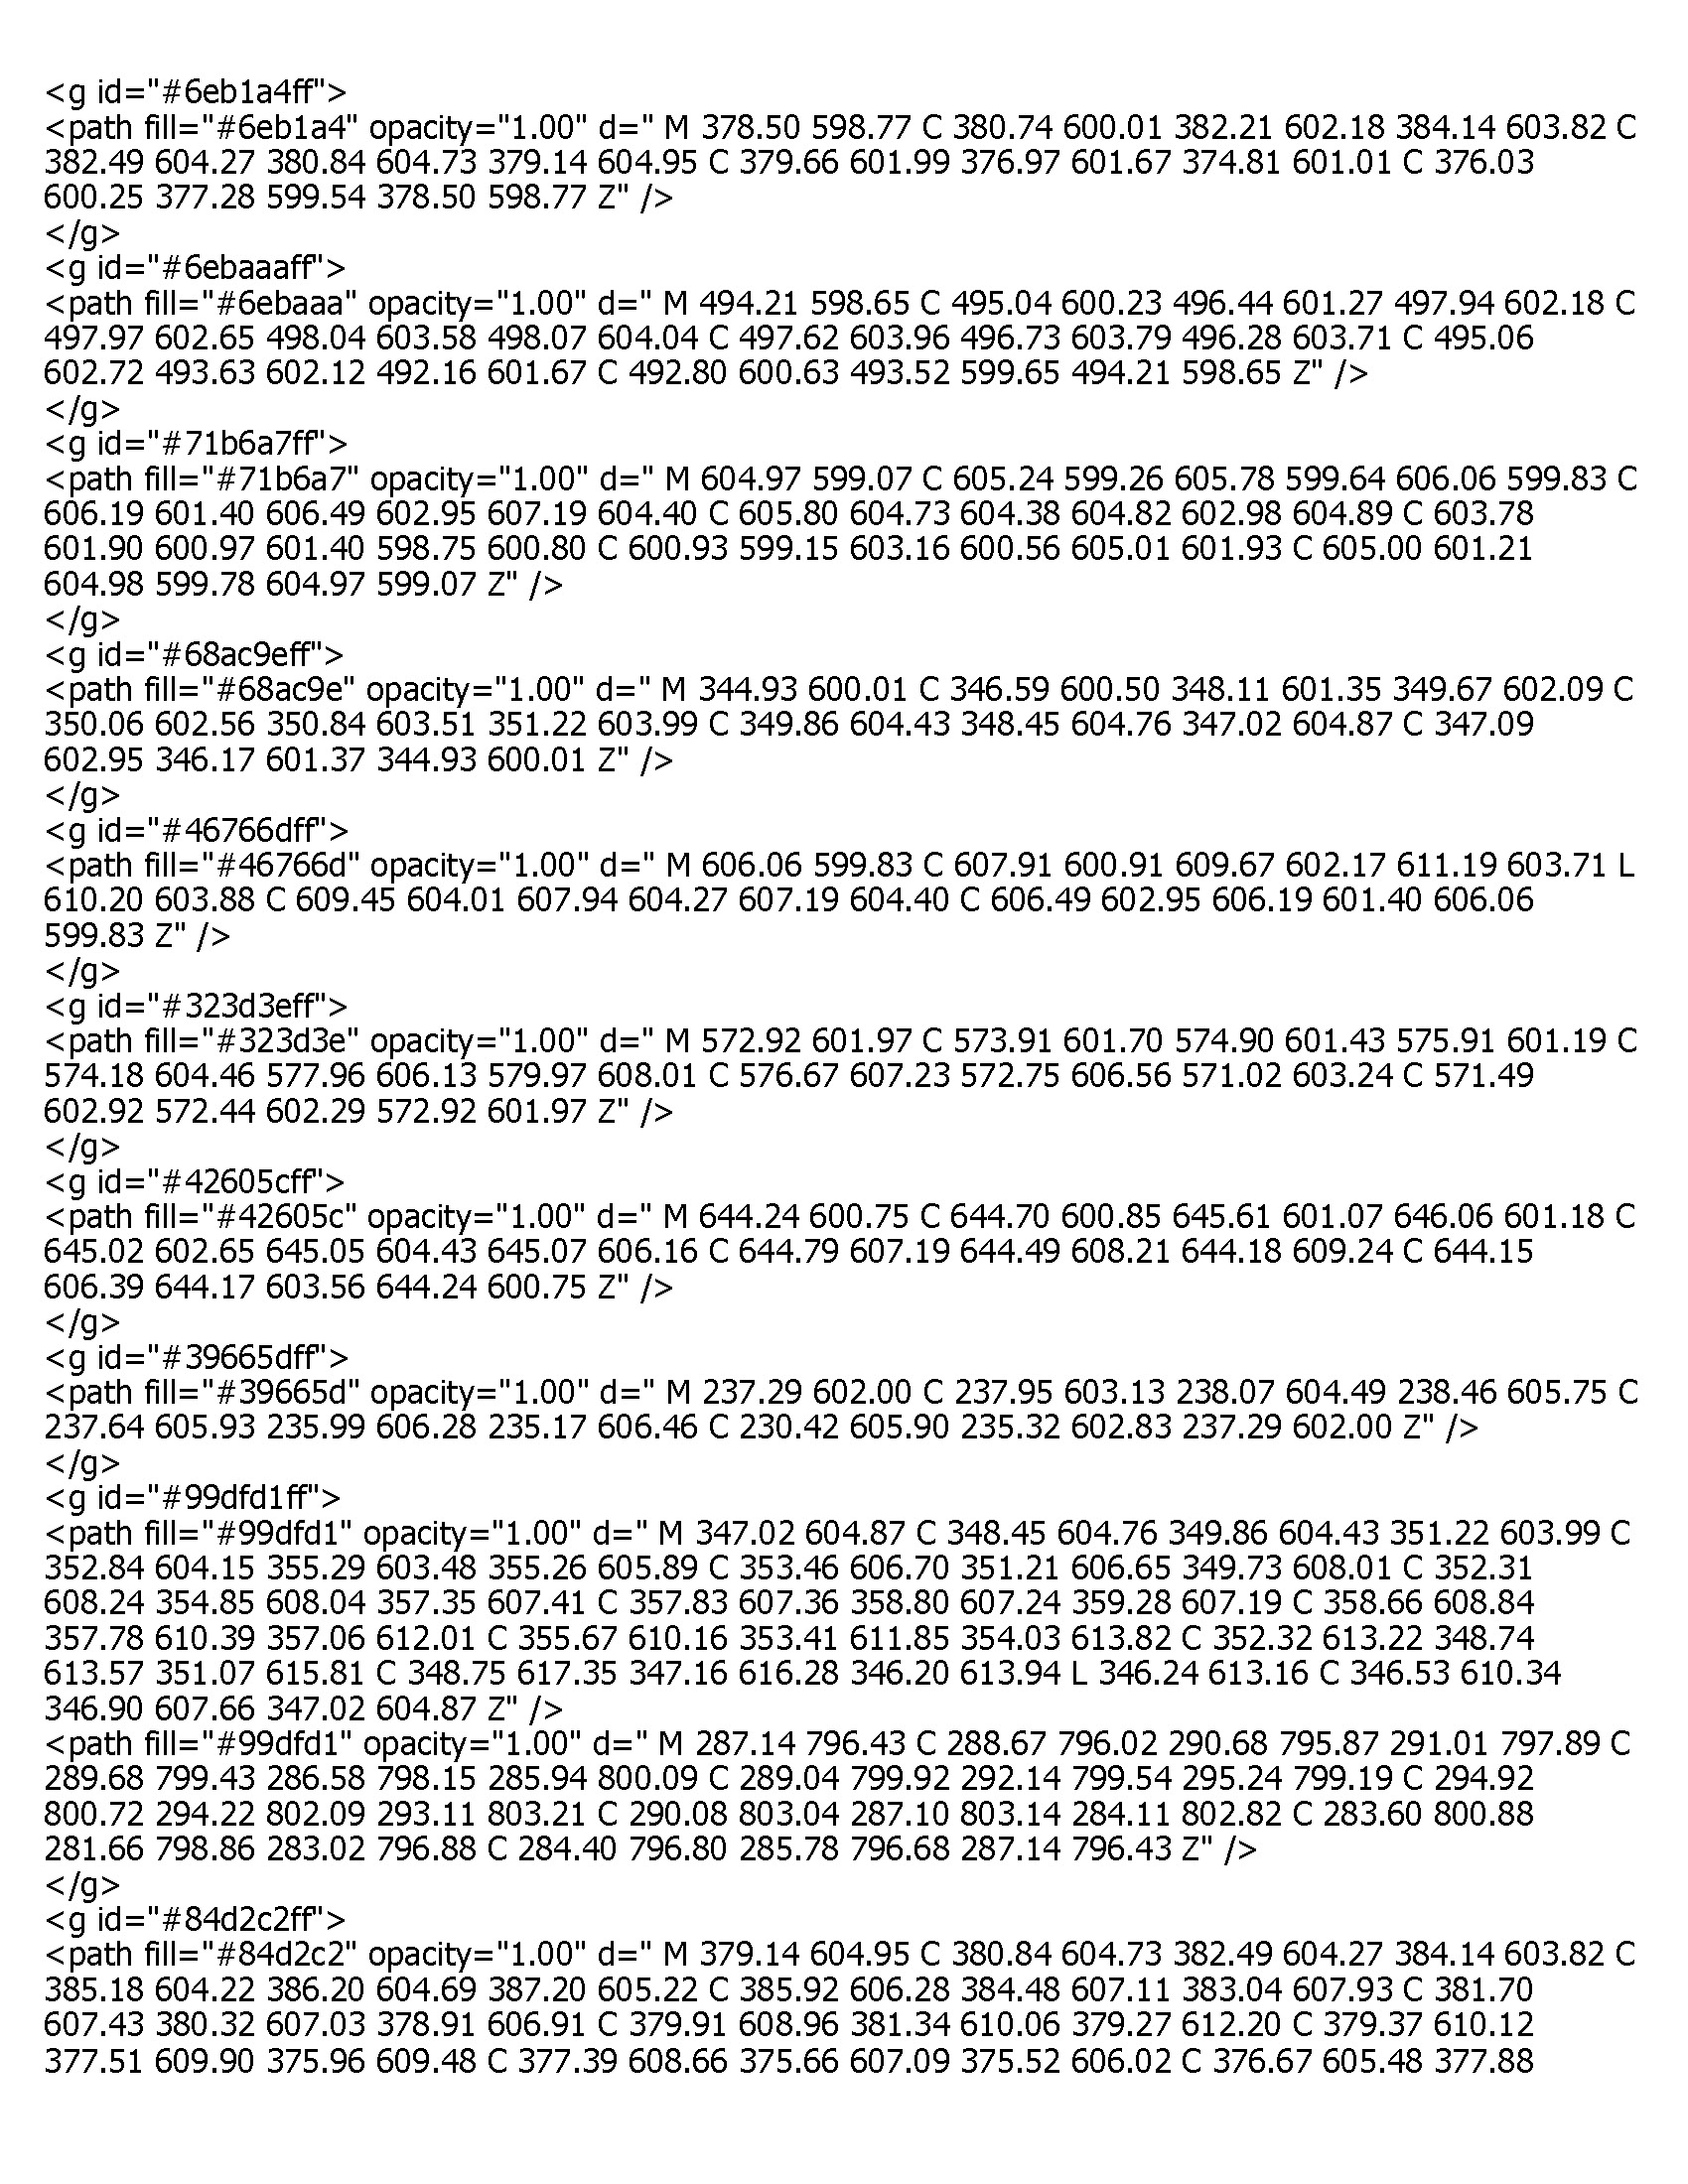 <g id="#6eb1a4ff">
<path fill="#6eb1a4" opacity="1.00" d=" M 378.50 598.77 C 380.74 600.01 382.21 602.18 384.14 603.82 C
382.49 604.27 380.84 604.73 379.14 604.95 C 379.66 601.99 376.97 601.67 374.81 601.01 C 376.03
600.25 377.28 599.54 378.50 598.77 Z" />
</g>
<g id="#6ebaaaff">
<path fill="#6ebaaa" opacity="1.00" d=" M 494.21 598.65 C 495.04 600.23 496.44 601.27 497.94 602.18 C
497.97 602.65 498.04 603.58 498.07 604.04 C 497.62 603.96 496.73 603.79 496.28 603.71 C 495.06
602.72 493.63 602.12 492.16 601.67 C 492.80 600.63 493.52 599.65 494.21 598.65 Z" />
</g>
<g id="#71b6a7ff">
<path fill="#71b6a7" opacity="1.00" d=" M 604.97 599.07 C 605.24 599.26 605.78 599.64 606.06 599.83 C
606.19 601.40 606.49 602.95 607.19 604.40 C 605.80 604.73 604.38 604.82 602.98 604.89 C 603.78
601.90 600.97 601.40 598.75 600.80 C 600.93 599.15 603.16 600.56 605.01 601.93 C 605.00 601.21
604.98 599.78 604.97 599.07 Z" />
</g>
<g id="#68ac9eff">
<path fill="#68ac9e" opacity="1.00" d=" M 344.93 600.01 C 346.59 600.50 348.11 601.35 349.67 602.09 C
350.06 602.56 350.84 603.51 351.22 603.99 C 349.86 604.43 348.45 604.76 347.02 604.87 C 347.09
602.95 346.17 601.37 344.93 600.01 Z" />
</g>
<g id="#46766dff">
<path fill="#46766d" opacity="1.00" d=" M 606.06 599.83 C 607.91 600.91 609.67 602.17 611.19 603.71 L
610.20 603.88 C 609.45 604.01 607.94 604.27 607.19 604.40 C 606.49 602.95 606.19 601.40 606.06
599.83 Z" />
</g>
<g id="#323d3eff">
<path fill="#323d3e" opacity="1.00" d=" M 572.92 601.97 C 573.91 601.70 574.90 601.43 575.91 601.19 C
574.18 604.46 577.96 606.13 579.97 608.01 C 576.67 607.23 572.75 606.56 571.02 603.24 C 571.49
602.92 572.44 602.29 572.92 601.97 Z" />
</g>
<g id="#42605cff">
<path fill="#42605c" opacity="1.00" d=" M 644.24 600.75 C 644.70 600.85 645.61 601.07 646.06 601.18 C
645.02 602.65 645.05 604.43 645.07 606.16 C 644.79 607.19 644.49 608.21 644.18 609.24 C 644.15
606.39 644.17 603.56 644.24 600.75 Z" />
</g>
<g id="#39665dff">
<path fill="#39665d" opacity="1.00" d=" M 237.29 602.00 C 237.95 603.13 238.07 604.49 238.46 605.75 C
237.64 605.93 235.99 606.28 235.17 606.46 C 230.42 605.90 235.32 602.83 237.29 602.00 Z" />
</g>
<g id="#99dfd1ff">
<path fill="#99dfd1" opacity="1.00" d=" M 347.02 604.87 C 348.45 604.76 349.86 604.43 351.22 603.99 C
352.84 604.15 355.29 603.48 355.26 605.89 C 353.46 606.70 351.21 606.65 349.73 608.01 C 352.31
608.24 354.85 608.04 357.35 607.41 C 357.83 607.36 358.80 607.24 359.28 607.19 C 358.66 608.84
357.78 610.39 357.06 612.01 C 355.67 610.16 353.41 611.85 354.03 613.82 C 352.32 613.22 348.74
613.57 351.07 615.81 C 348.75 617.35 347.16 616.28 346.20 613.94 L 346.24 613.16 C 346.53 610.34
346.90 607.66 347.02 604.87 Z" />
<path fill="#99dfd1" opacity="1.00" d=" M 287.14 796.43 C 288.67 796.02 290.68 795.87 291.01 797.89 C
289.68 799.43 286.58 798.15 285.94 800.09 C 289.04 799.92 292.14 799.54 295.24 799.19 C 294.92
800.72 294.22 802.09 293.11 803.21 C 290.08 803.04 287.10 803.14 284.11 802.82 C 283.60 800.88
281.66 798.86 283.02 796.88 C 284.40 796.80 285.78 796.68 287.14 796.43 Z" />
</g>
<g id="#84d2c2ff">
<path fill="#84d2c2" opacity="1.00" d=" M 379.14 604.95 C 380.84 604.73 382.49 604.27 384.14 603.82 C
385.18 604.22 386.20 604.69 387.20 605.22 C 385.92 606.28 384.48 607.11 383.04 607.93 C 381.70
607.43 380.32 607.03 378.91 606.91 C 379.91 608.96 381.34 610.06 379.27 612.20 C 379.37 610.12
377.51 609.90 375.96 609.48 C 377.39 608.66 375.66 607.09 375.52 606.02 C 376.67 605.48 377.88